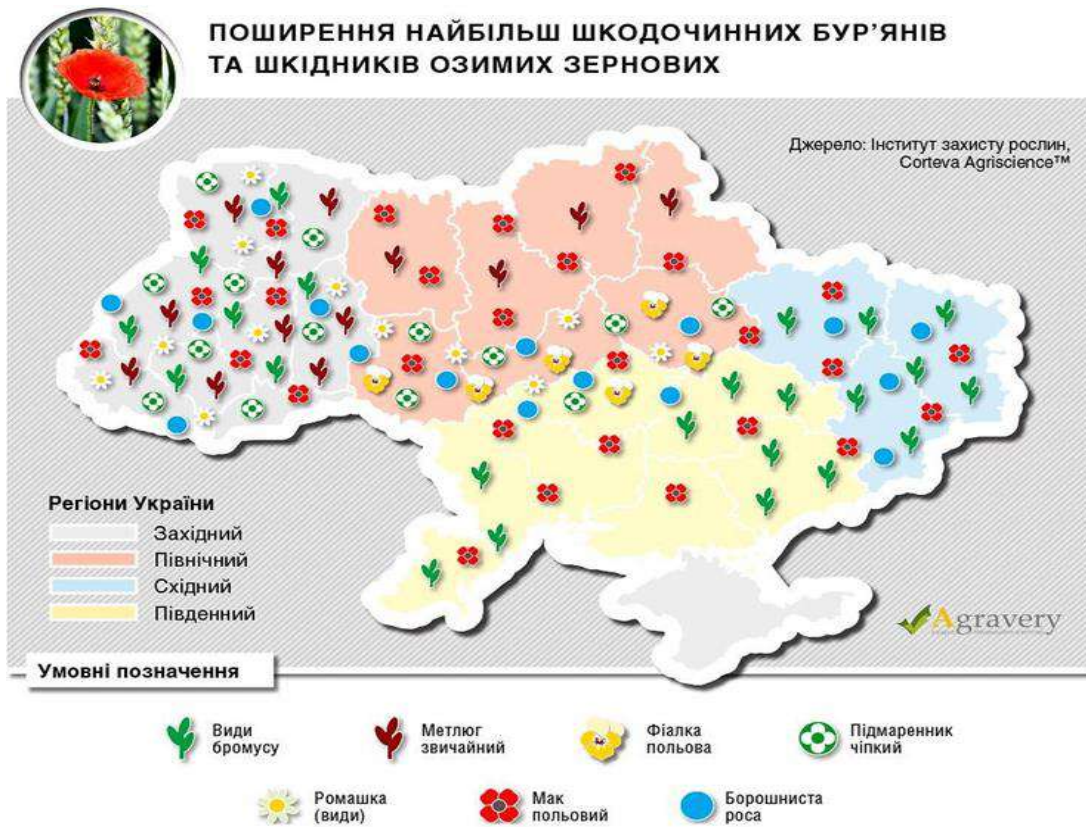 ПОШИРЕННЯ НАЙБІЛЬШ ШКОДОЧИННИХ БУР’ЯНІВ
ТА ШКІДНИКІВ ОЗИМИХ ЗЕРНОВИХ
Джерело: Інститут захисту рослин,
Corteva Agriscience™
Регіони України
Західний
Північний
Східний
Південний
Agravery
Умовні позначення
Види
бромусу
Метлюг
звичайний
Фіалка
польова
Підмаренник
чіпкий
Ромашка
(види)
Мак
польовий
Борошниста
роса